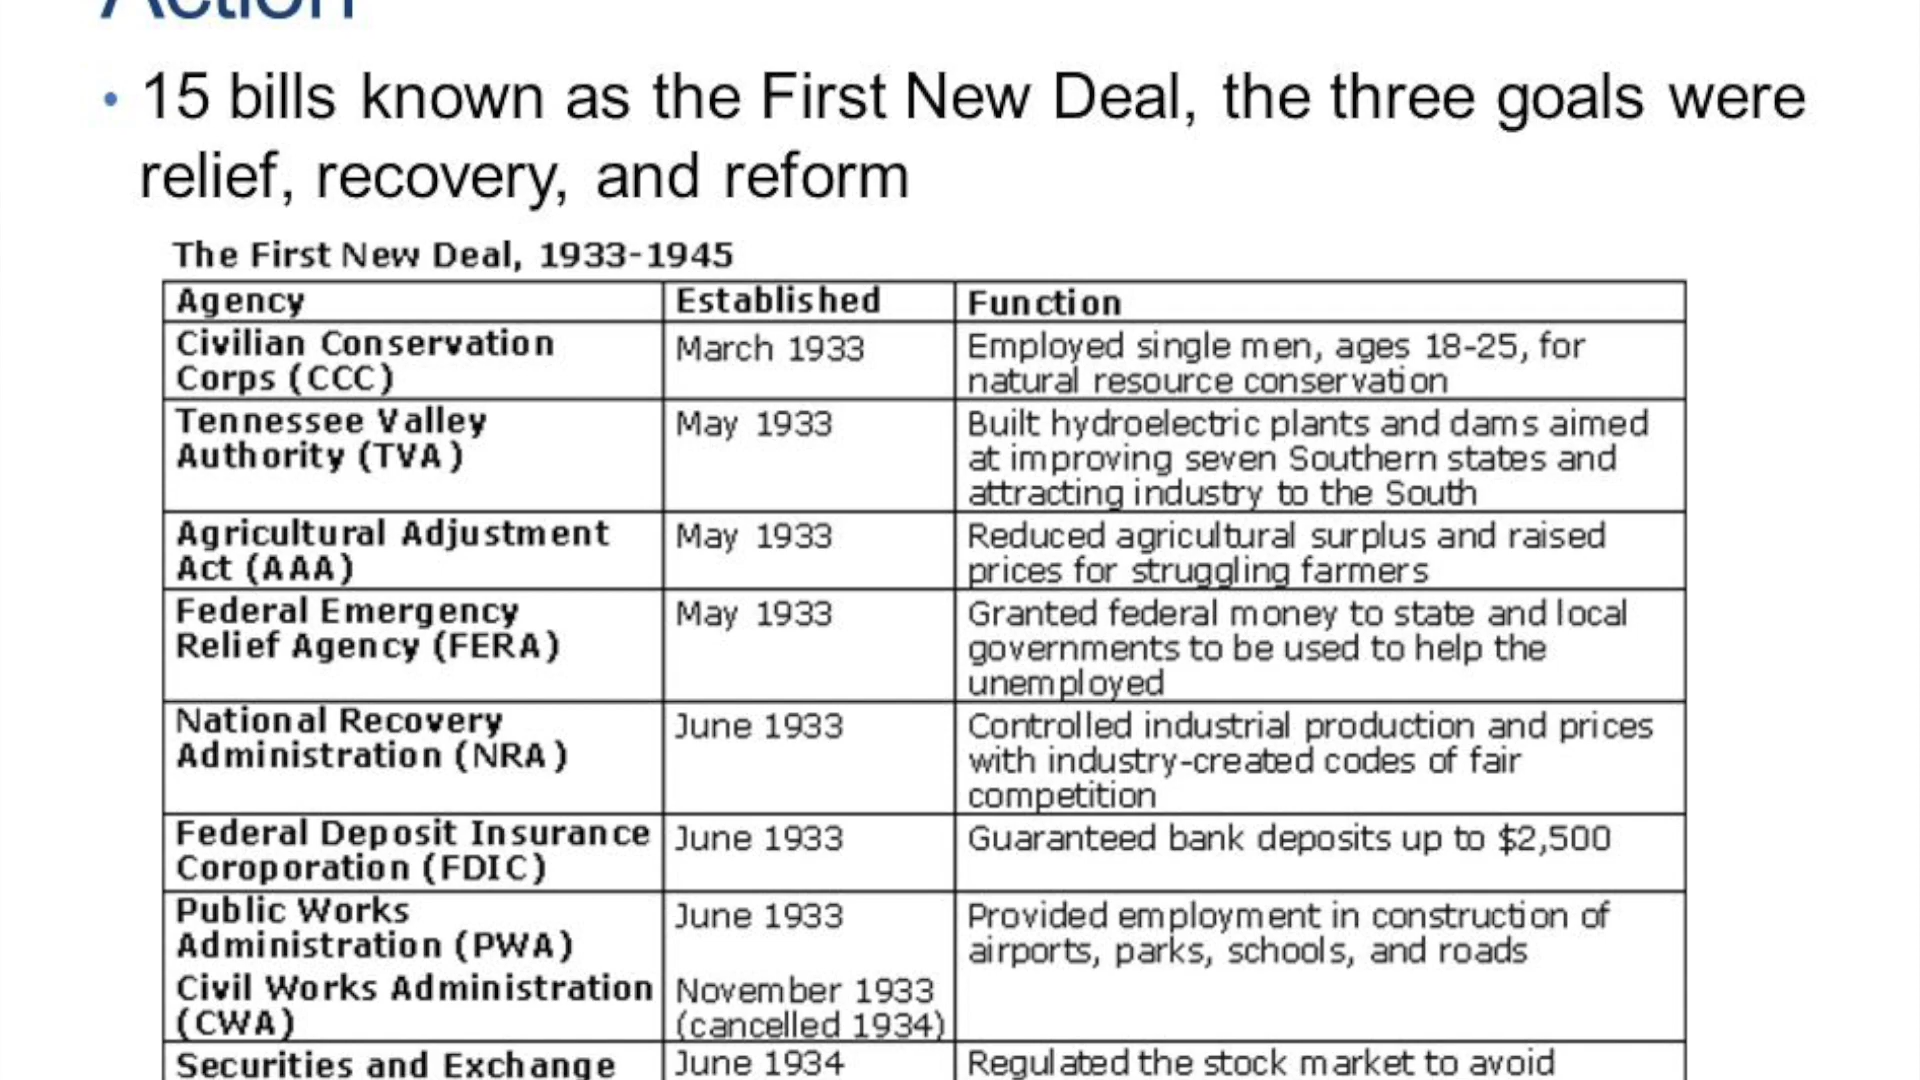 Action
• 15 bills known as the First New Deal, the three goals were
relief, recovery, and reform
The First New Deal, 1933-1945
Agency Established Function
Civilian Conservation
Corps (CCC)
March 1933
Employed single men, ages 18-25, for
natural resource conservation
Tennessee Valley
Authority (TVA)
May 1933
Built hydroelectric plants and dams aimed
at improving seven Southern states and
attracting industry to the South
Agricultural Adjustment
Act (AAA)
May 1933
Reduced agricultural surplus and raised
prices for struggling farmers
Federal Emergency
Relief Agency (FERA)
May 1933
Granted federal money to state and local
governments to be used to help the
unemployed
National Recovery
Administration (NRA)
June 1933
Controlled industrial production and prices
with industry-created codes of fair
competition
Federal Deposit Insurance
Coroporation (FDIC)
June 1933
Guaranteed bank deposits up to $2,500
Public Works
Administration (PWA)
June 1933
Provided employment in construction of
airports, parks, schools, and roads
Civil Works Administration
(CWA)
November 1933
(cancelled 1934)
Securities and Exchange
June 1934
Regulated the stock market to avoid